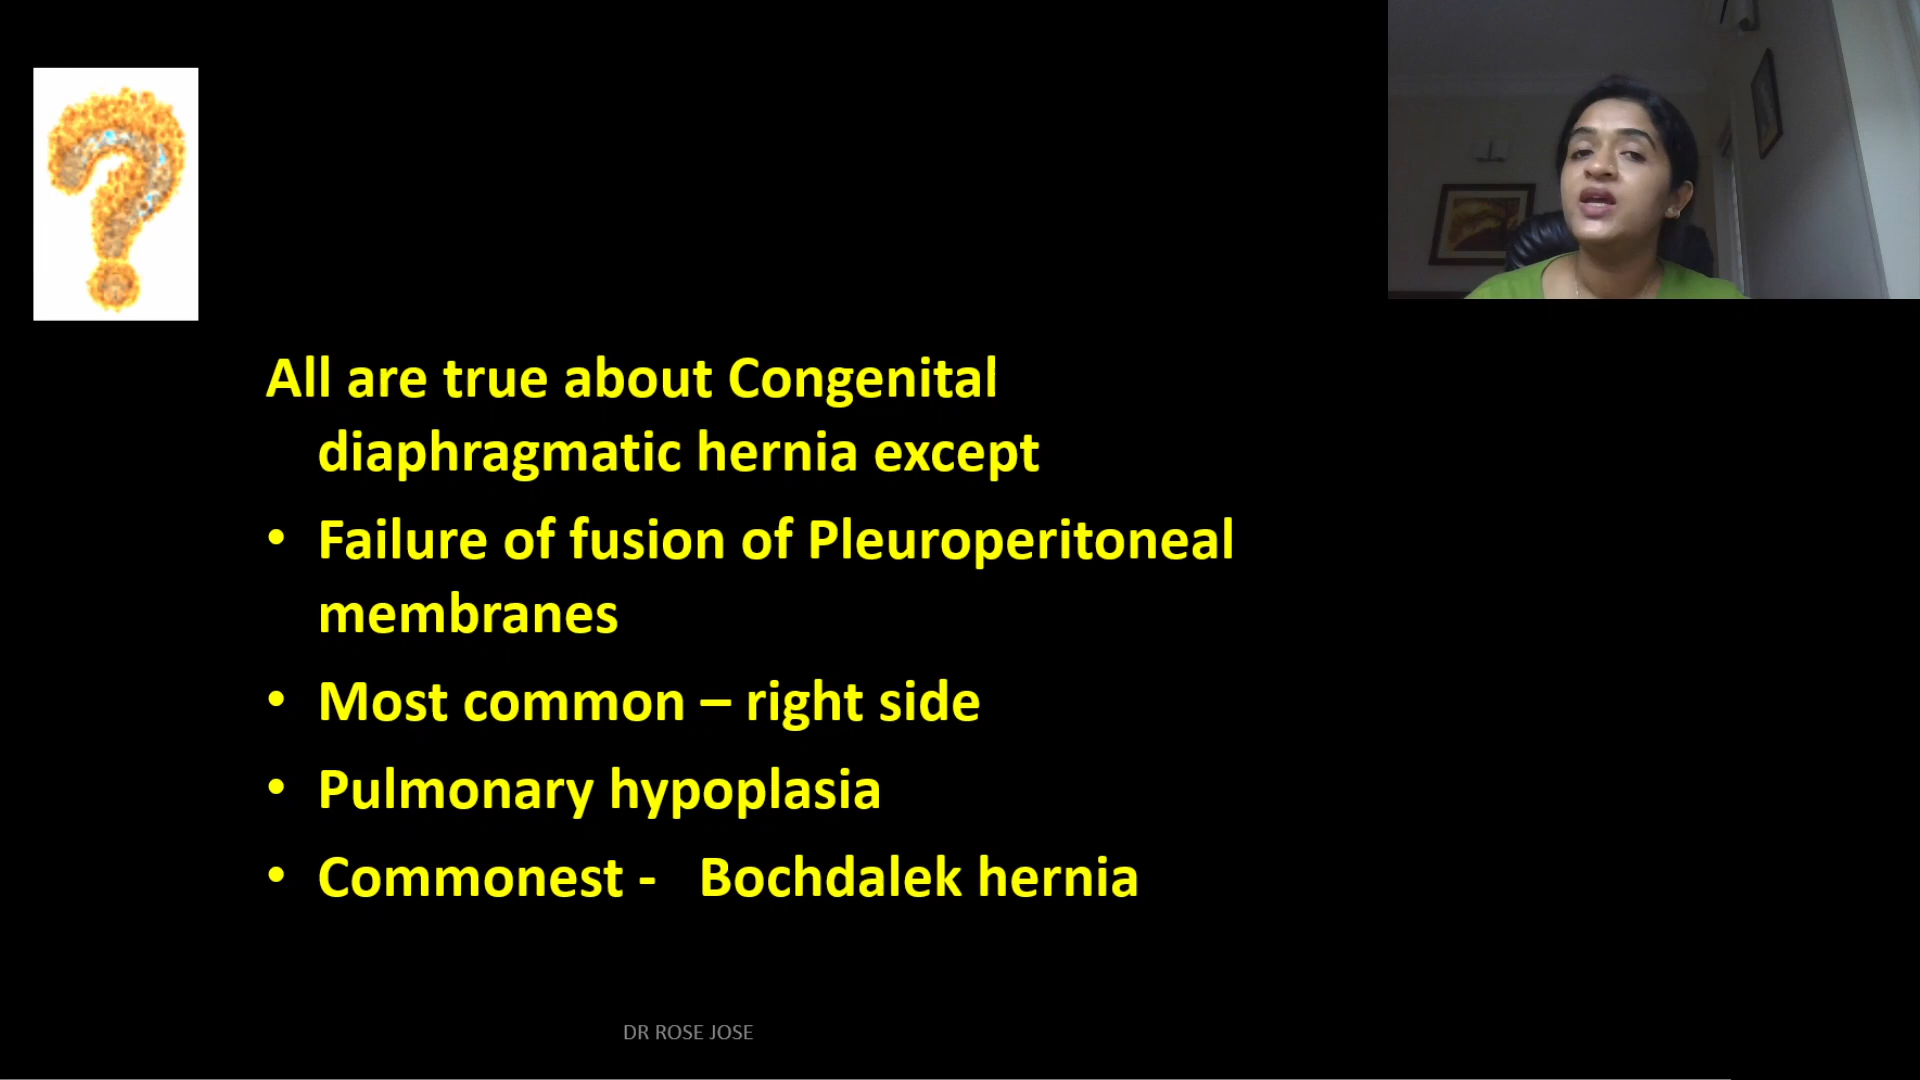 All are true about Congenital
diaphragmatic hernia except
• Failure of fusion of Pleuroperitoneal
membranes
• Most common – right side
• Pulmonary hypoplasia
• Commonest - Bochdalek hernia
DR ROSE JOSE